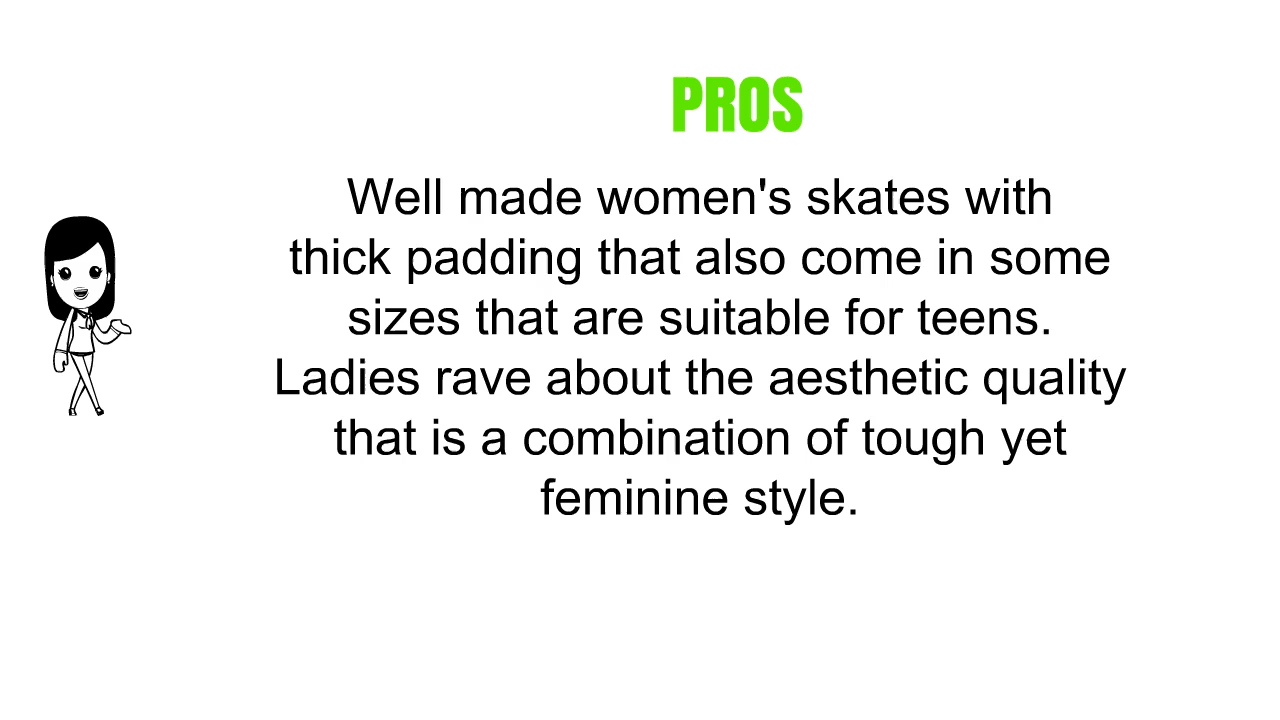 PROS
Well made women's skates with
thick padding that also come in some
sizes that are suitable for teens.
Ladies rave about the aesthetic quality
that is a combination of tough yet
feminine style.